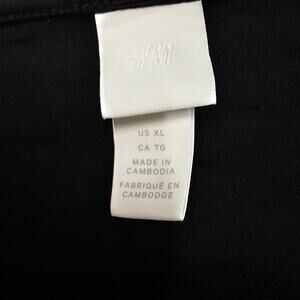 H&M
US XL
CA TG
MADE IN
CAMBODIA
FABRIQUÉ EN
CAMBODGE